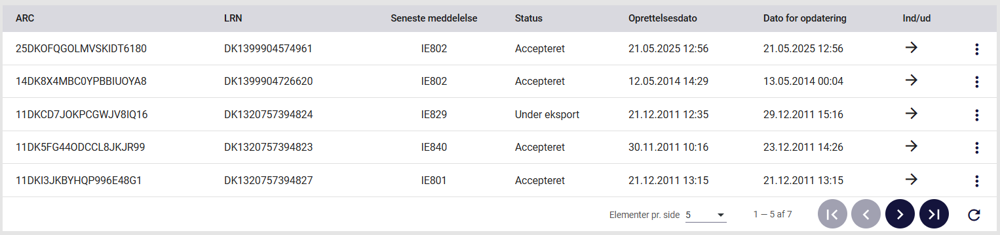 ARC LRN Seneste meddelelse Status Oprettelsesdato Dato for opdatering Ind/ud
25DKOFQGOLMVSKIDT6180 DK1399904574961 IE802 Accepteret 21.05.2025 12:56 21.05.2025 12:56
14DK8X4MBC0YPBBIUOYA8 DK1399904726620 IE802 Accepteret 12.05.2014 14:29 13.05.2014 00:04
11DKCD7JOKPCGWJV8IQ16 DK1320757394824 IE829 Under eksport 21.12.2011 12:35 29.12.2011 15:16
11DK5FG44ODCCL8JKJR99 DK1320757394823 IE840 Accepteret 30.11.2011 10:16 23.12.2011 14:26
11DKI3JKBYHQP996E48G1 DK1320757394827 IE801 Accepteret 21.12.2011 13:15 21.12.2011 13:15
Elementer pr. side 5 1 — 5 af 7